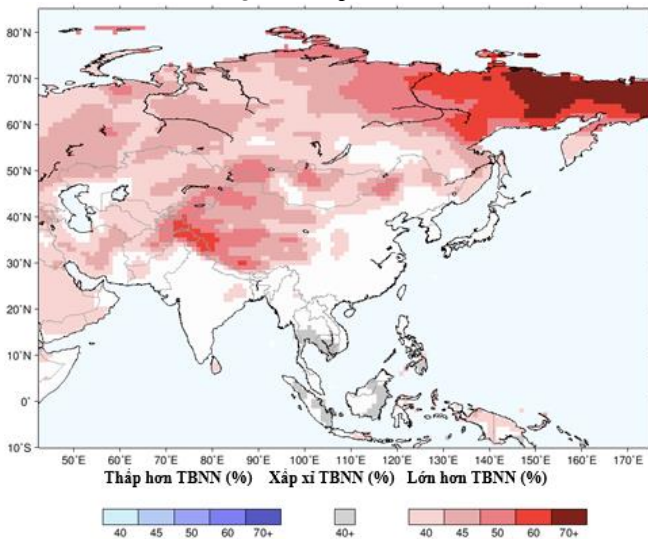 80°N
70°N
60°N
50°N
40°N
30°N
20°N
10°N
0°
10°S
50°E 60°E 70°E 80°E 90°E 100°E 110°E 120°E 130°E 140°E 150°E 160°E 170°E
Thấp hơn TBNN (%) Xấp xỉ TBNN (%) Lớn hơn TBNN (%)
40 45 50 60 70+ 40+ 40 45 50 60 70+